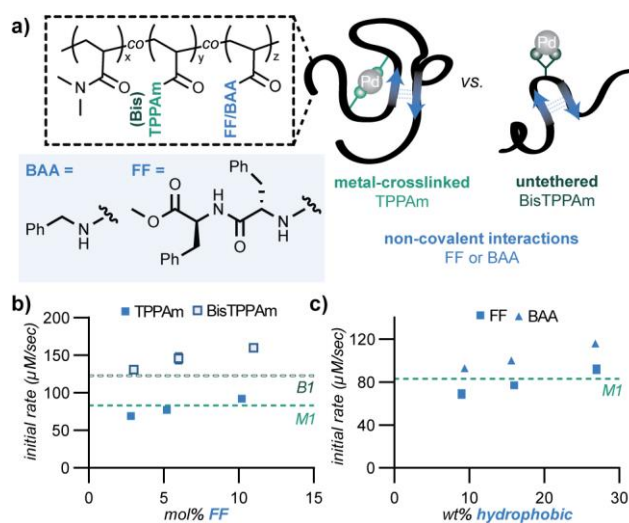 a)
co
co
x
y
z
N
O
O
O
(Bis)
TPPAm
FF/BAA
Pd
vs.
Pd
BAA =
FF =
Ph
N
H
Ph
O
H
N
O
O
N
H
Ph
metal-crosslinked
TPPAm
untethered
BisTPPAm
non-covalent interactions
FF or BAA
b)
TPPAm
BisTPPAm
initial rate (µM/sec)
200
150
100
50
0
B1
M1
0
5
10
15
mol% FF
c)
FF
BAA
initial rate (µM/sec)
120
80
40
0
M1
0
10
20
30
wt% hydrophobic